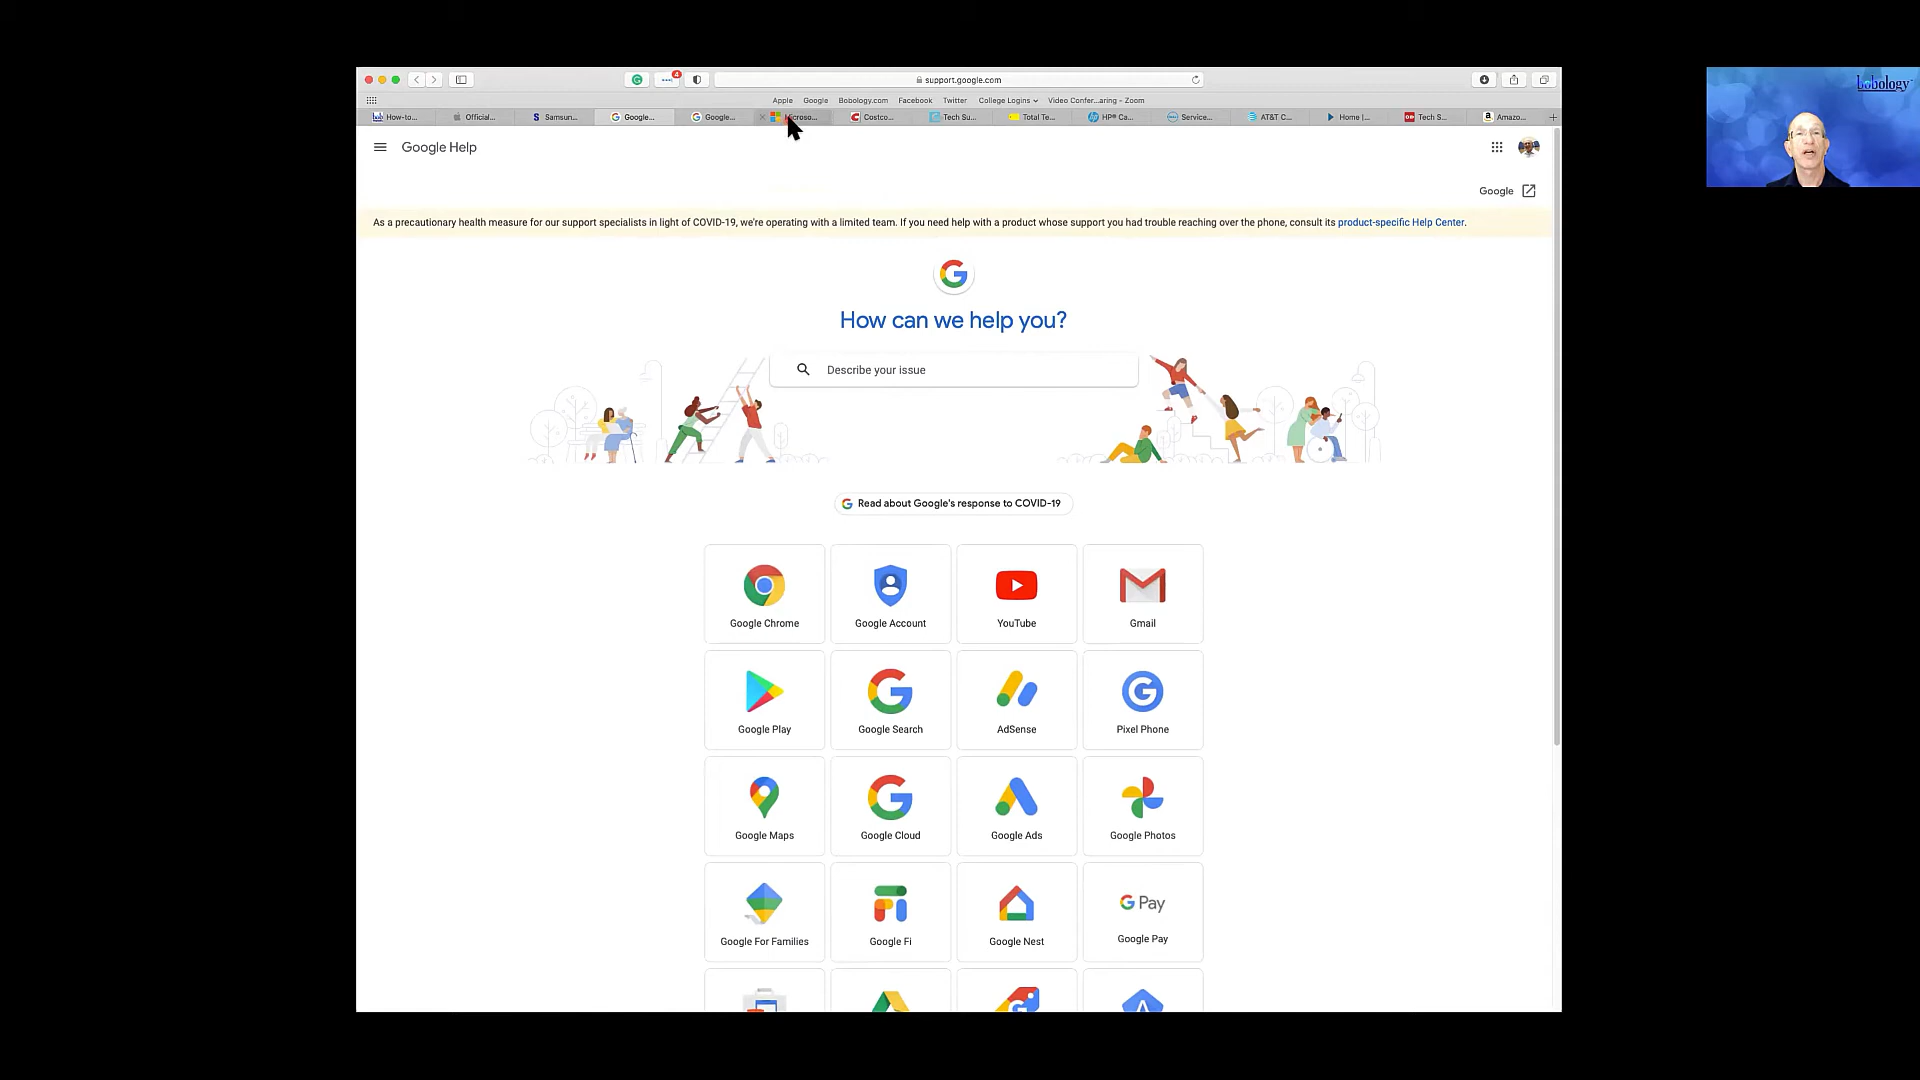 support.google.com
4
Apple Google Bobology.com Facebook Twitter College Logins Video Confer...aring - Zoom
How-to... Official... Samsun... Google... Google... Microso... Costco... Tech Su... Total Te... HP® Ca... Service... AT&T C... Home |... Tech S... Amazo...
bobology
Google Help
Google
As a precautionary health measure for our support specialists in light of COVID-19, we're operating with a limited team. If you need help with a product whose support you had trouble reaching over the phone, consult its product-specific Help Center.
How can we help you?
Describe your issue
Read about Google's response to COVID-19
Google Chrome Google Account YouTube Gmail
Google Play Google Search AdSense Pixel Phone
Google Maps Google Cloud Google Ads Google Photos
G Pay
Google For Families Google Fi Google Nest Google Pay